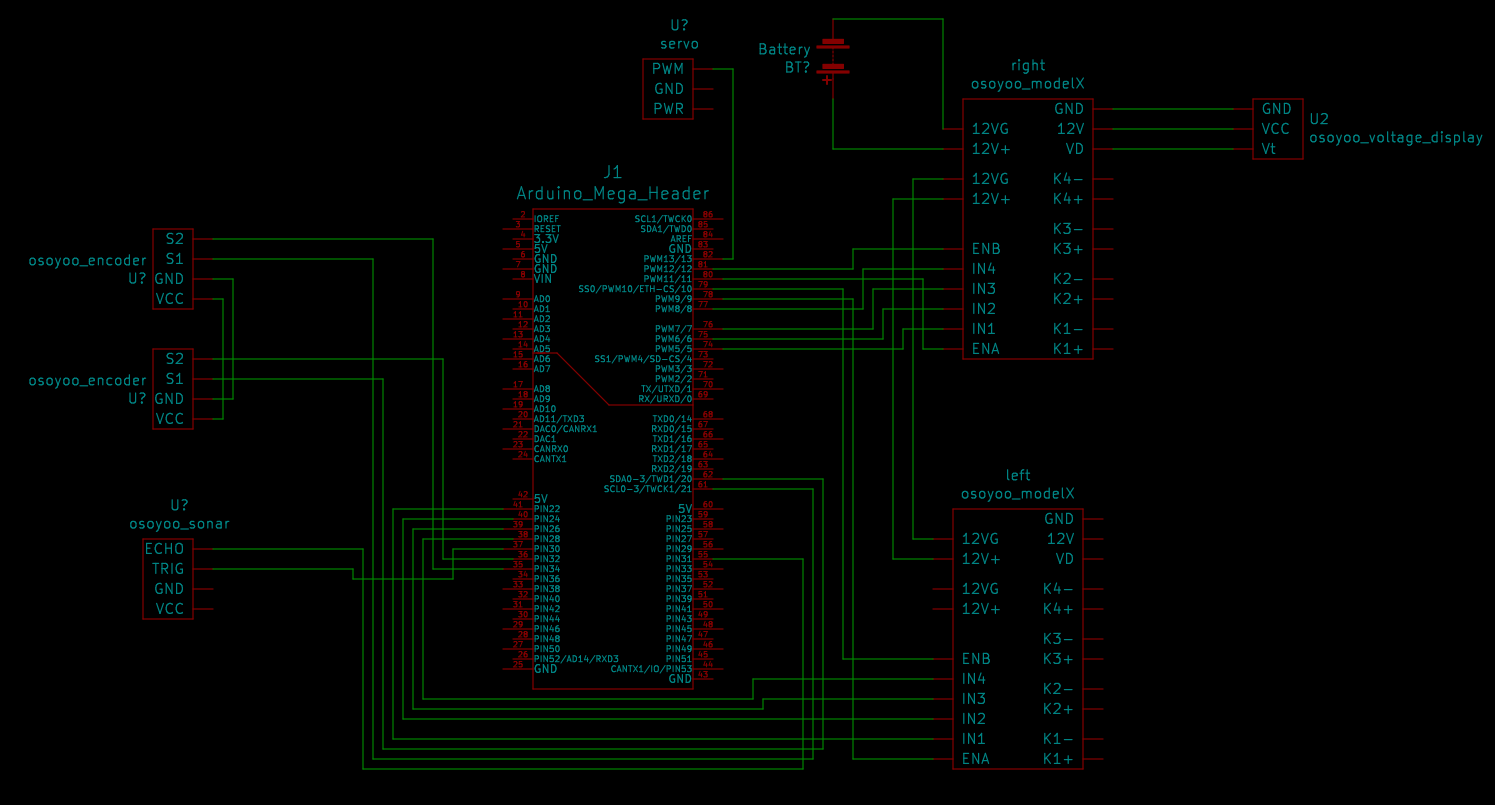 U?
servo
PWM
GND
PWR
Battery
BT?
right
osoyoo_modelX
12VG
12V+
12VG
12V+
ENB
IN4
IN3
IN2
IN1
ENA
GND
12V
VD
K4-
K4+
K3-
K3+
K2-
K2+
K1-
K1+
GND
VCC
Vt
U2
osoyoo_voltage_display
J1
Arduino_Mega_Header
2 IOREF
3 RESET
4 3.3V
5 5V
6 GND
7 GND
8 VIN
9 AD0
10 AD1
11 AD2
12 AD3
13 AD4
14 AD5
15 AD6
16 AD7
17 AD8
18 AD9
19 AD10
20 AD11/TXD3
21 DAC0/CANRX1
22 DAC1
23 CANRX0
24 CANTX1
42 5V
41 PIN22
40 PIN24
39 PIN26
38 PIN28
37 PIN30
36 PIN32
35 PIN34
34 PIN36
33 PIN38
32 PIN40
31 PIN42
30 PIN44
29 PIN46
28 PIN48
27 PIN50
26 PIN52/AD14/RXD3
25 GND
SCL1/TWCK0 86
SDA1/TWD0 85
AREF 84
GND 83
PWM13/13 82
PWM12/12 81
PWM11/11 80
SS0/PWM10/ETH-CS/10 79
PWM9/9 78
PWM8/8 77
PWM7/7 76
PWM6/6 75
PWM5/5 74
SS1/PWM4/SD-CS/4 73
PWM3/3 72
PWM2/2 71
TX/UTXD/1 70
RX/URXD/0 69
TXD0/14 68
RXD0/15 67
TXD1/16 66
RXD1/17 65
TXD2/18 64
RXD2/19 63
SDA0-3/TWD1/20 62
SCL0-3/TWCK1/21 61
5V 60
PIN23 59
PIN25 58
PIN27 57
PIN29 56
PIN31 55
PIN33 54
PIN35 53
PIN37 52
PIN39 51
PIN41 50
PIN43 49
PIN45 48
PIN47 47
PIN49 46
PIN51 45
CANTX1/IO/PIN53 44
GND 43
osoyoo_encoder
U?
S2
S1
GND
VCC
osoyoo_encoder
U?
S2
S1
GND
VCC
U?
osoyoo_sonar
ECHO
TRIG
GND
VCC
left
osoyoo_modelX
12VG
12V+
12VG
12V+
ENB
IN4
IN3
IN2
IN1
ENA
GND
12V
VD
K4-
K4+
K3-
K3+
K2-
K2+
K1-
K1+